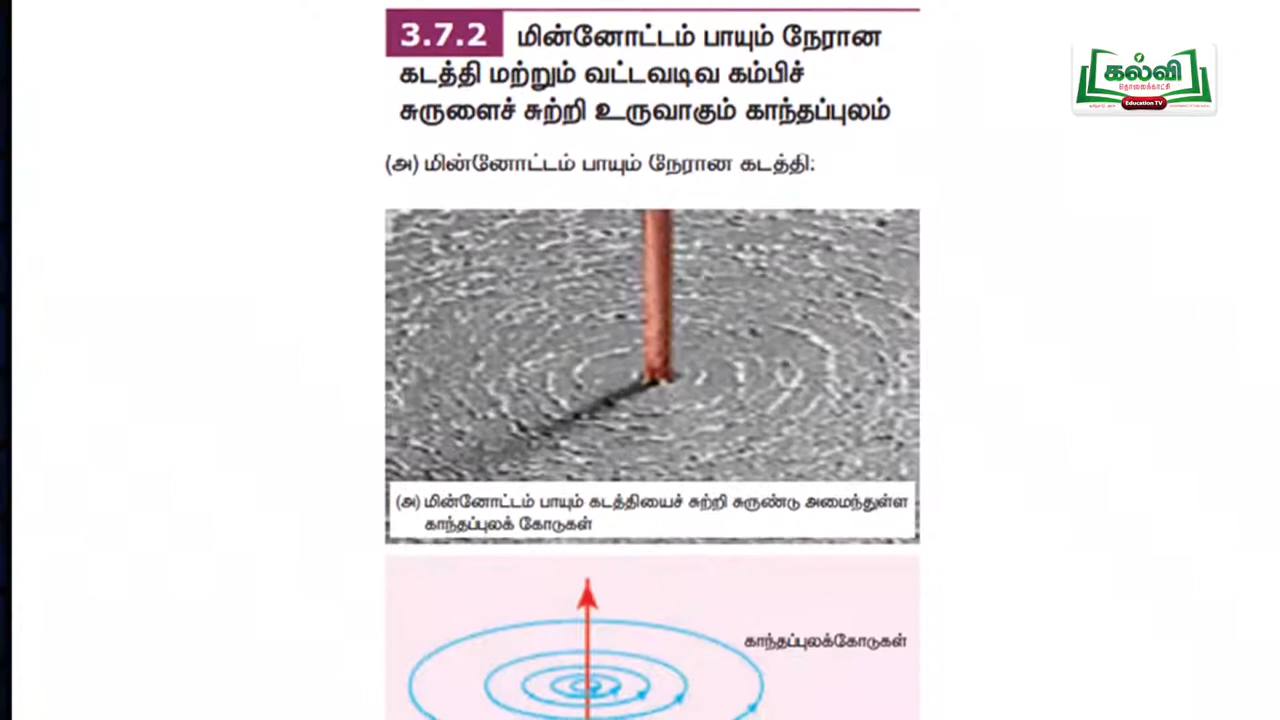 3.7.2 மின்னோட்டம் பாயும் நேரான
கடத்தி மற்றும் வட்டவடிவ கம்பிச்
சுருளைச் சுற்றி உருவாகும் காந்தப்புலம்
கல்வி
தொலைக்காட்சி
Education TV
(அ) மின்னோட்டம் பாயும் நேரான கடத்தி:
(அ) மின்னோட்டம் பாயும் கடத்தியைச் சுற்றி சுருண்டு அமைந்துள்ள
காந்தப்புலக் கோடுகள்
காந்தப்புலக்கோடுகள்